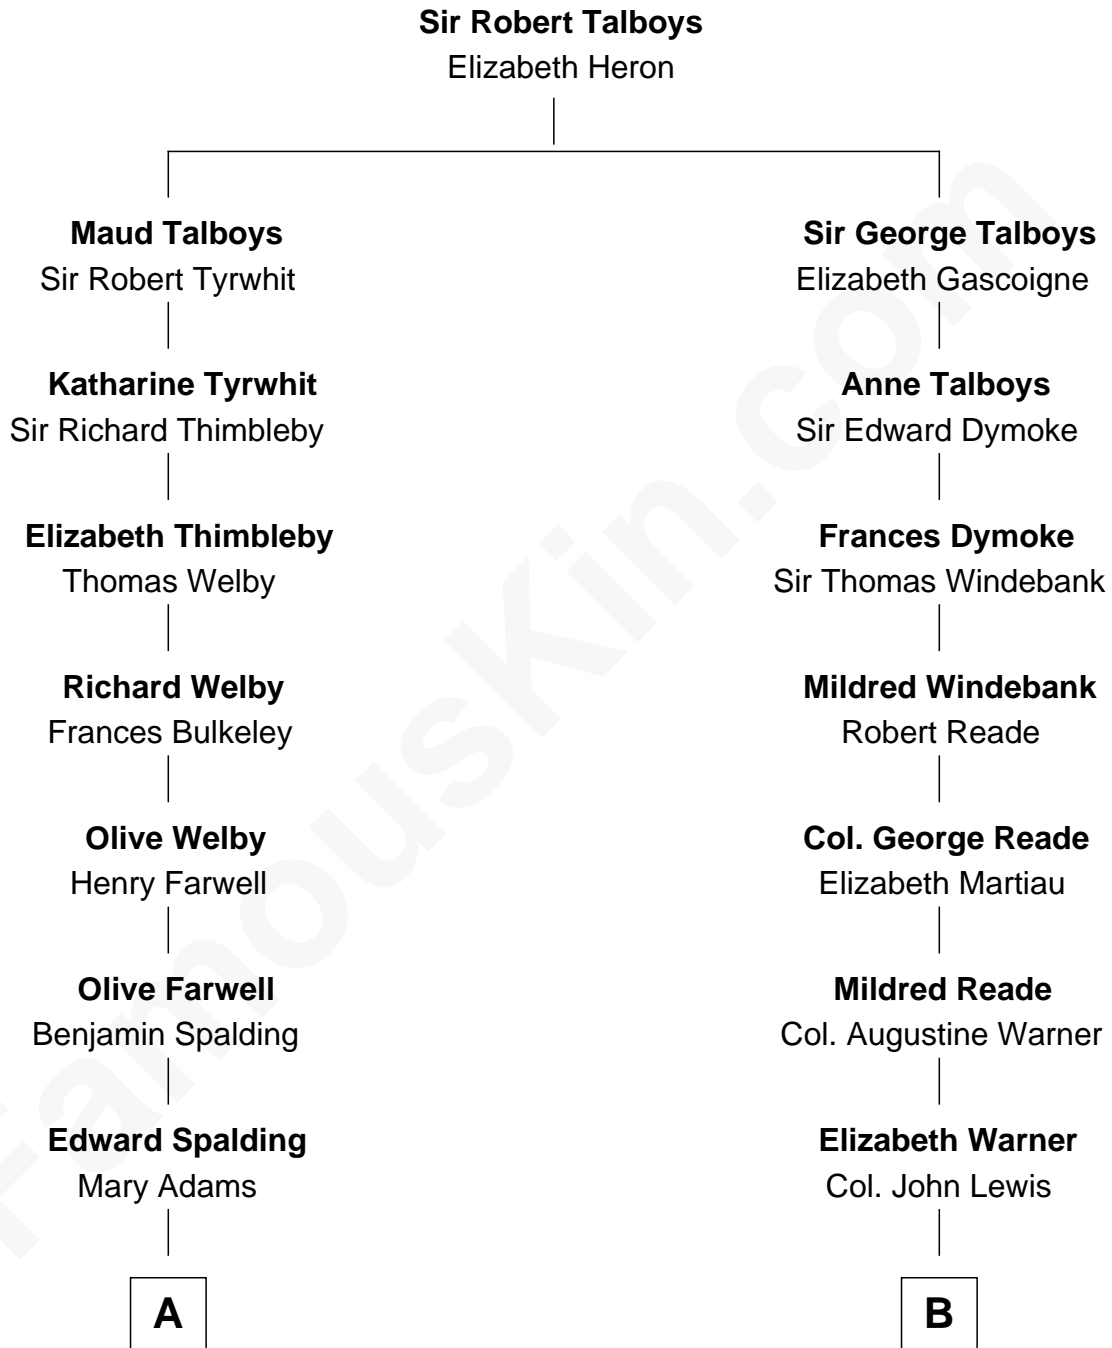 Sir Robert Talboys
Elizabeth Heron
Maud Talboys
Sir Robert Tyrwhit
Sir George Talboys
Elizabeth Gascoigne
Katharine Tyrwhit
Sir Richard Thimbleby
Anne Talboys
Sir Edward Dymoke
Elizabeth Thimbleby
Thomas Welby
Frances Dymoke
Sir Thomas Windebank
Richard Welby
Frances Bulkeley
Mildred Windebank
Robert Reade
Olive Welby
Henry Farwell
Col. George Reade
Elizabeth Martiau
Olive Farwell
Benjamin Spalding
Mildred Reade
Col. Augustine Warner
Edward Spalding
Mary Adams
Elizabeth Warner
Col. John Lewis
A
B
FamousKin.com